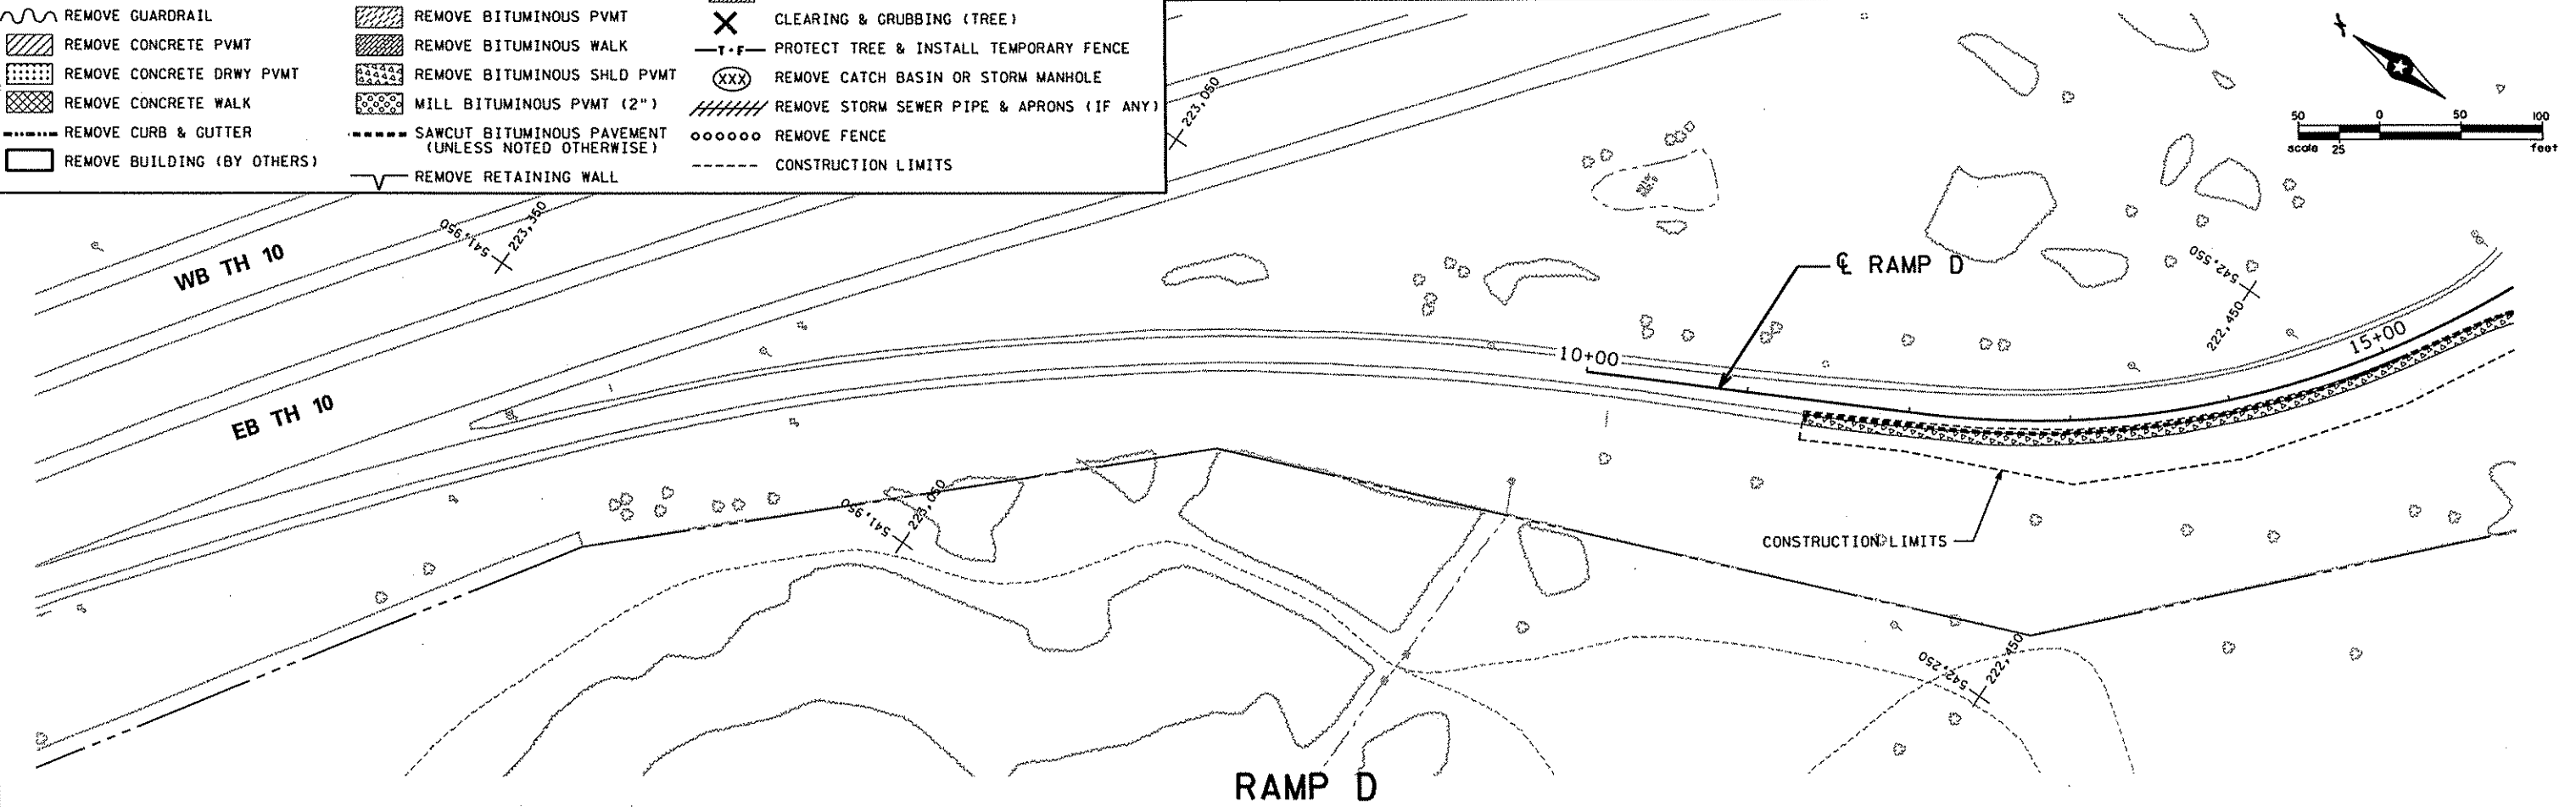 REMOVE GUARDRAIL
REMOVE CONCRETE PVMT
REMOVE CONCRETE DRWY PVMT
REMOVE CONCRETE WALK
REMOVE CURB & GUTTER
REMOVE BUILDING (BY OTHERS)
REMOVE BITUMINOUS PVMT
REMOVE BITUMINOUS WALK
REMOVE BITUMINOUS SHLD PVMT
MILL BITUMINOUS PVMT (2")
SAWCUT BITUMINOUS PAVEMENT
(UNLESS NOTED OTHERWISE)
REMOVE RETAINING WALL
CLEARING & GRUBBING (TREE)
T·F PROTECT TREE & INSTALL TEMPORARY FENCE
XXX REMOVE CATCH BASIN OR STORM MANHOLE
REMOVE STORM SEWER PIPE & APRONS (IF ANY)
REMOVE FENCE
CONSTRUCTION LIMITS
223,050
50 0 50 100
scale 25 feet
541,950
223,350
WB TH 10
EB TH 10
℄ RAMP D
542,550
222,450
10+00
15+00
541,950
223,050
CONSTRUCTION LIMITS
542,250
222,450
RAMP D